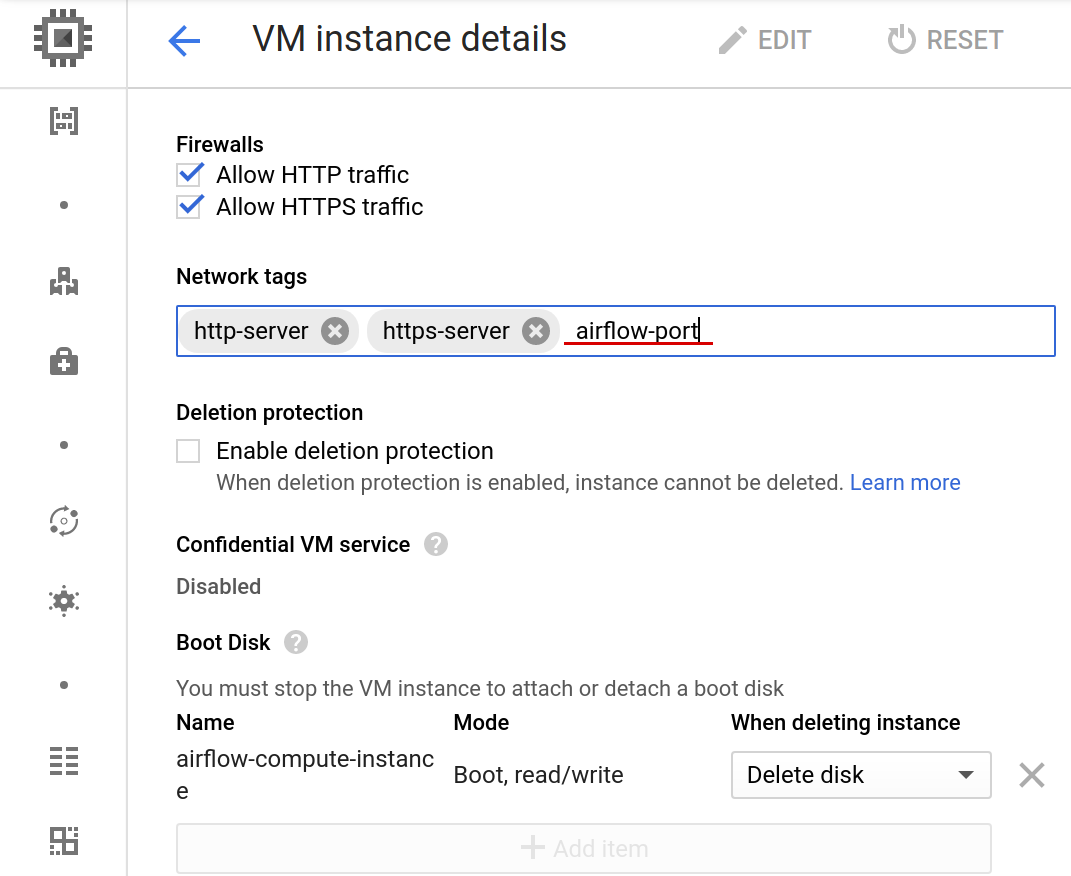 VM instance details EDIT RESET
Firewalls
Allow HTTP traffic
Allow HTTPS traffic
Network tags
http-server https-server airflow-port
Deletion protection
Enable deletion protection
When deletion protection is enabled, instance cannot be deleted. Learn more
Confidential VM service ?
Disabled
Boot Disk ?
You must stop the VM instance to attach or detach a boot disk
Name Mode When deleting instance
airflow-compute-instanc
e
Boot, read/write Delete disk
Add item